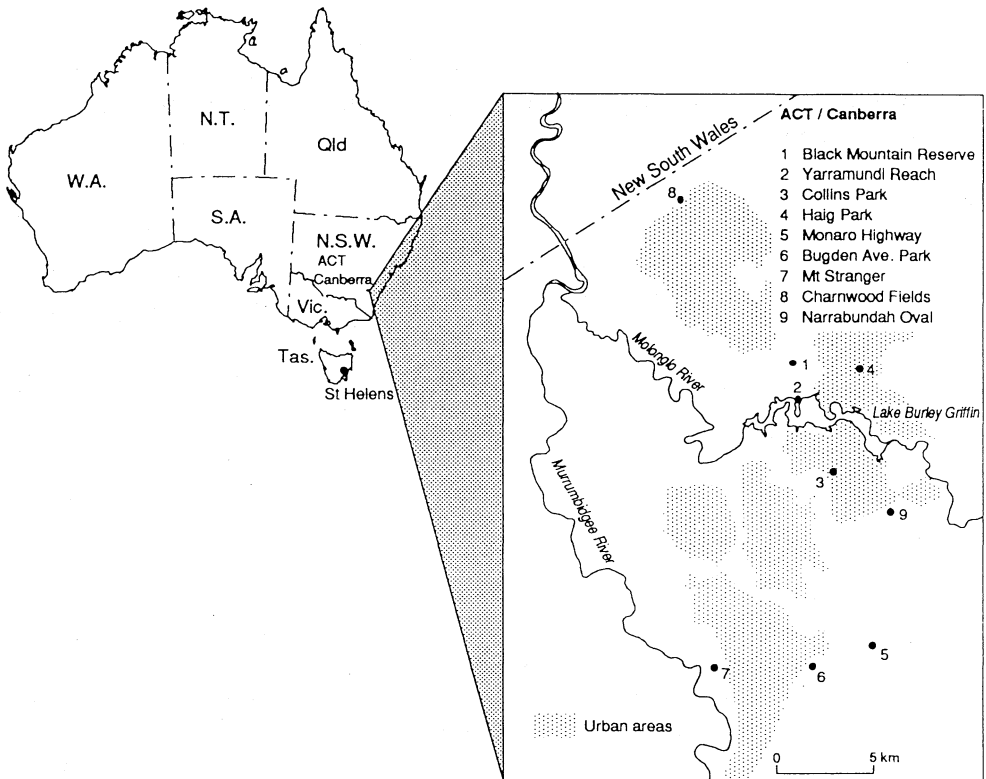 N.T.
Qld
W.A.
S.A.
N.S.W.
ACT
Canberra
Vic.
Tas.
St Helens
ACT / Canberra
1 Black Mountain Reserve
2 Yarramundi Reach
3 Collins Park
4 Haig Park
5 Monaro Highway
6 Bugden Ave. Park
7 Mt Stranger
8 Charnwood Fields
9 Narrabundah Oval
New South Wales
8
Molonglo River
1
4
2
Lake Burley Griffin
3
Murrumbidgee River
9
5
7
6
Urban areas
0 5 km